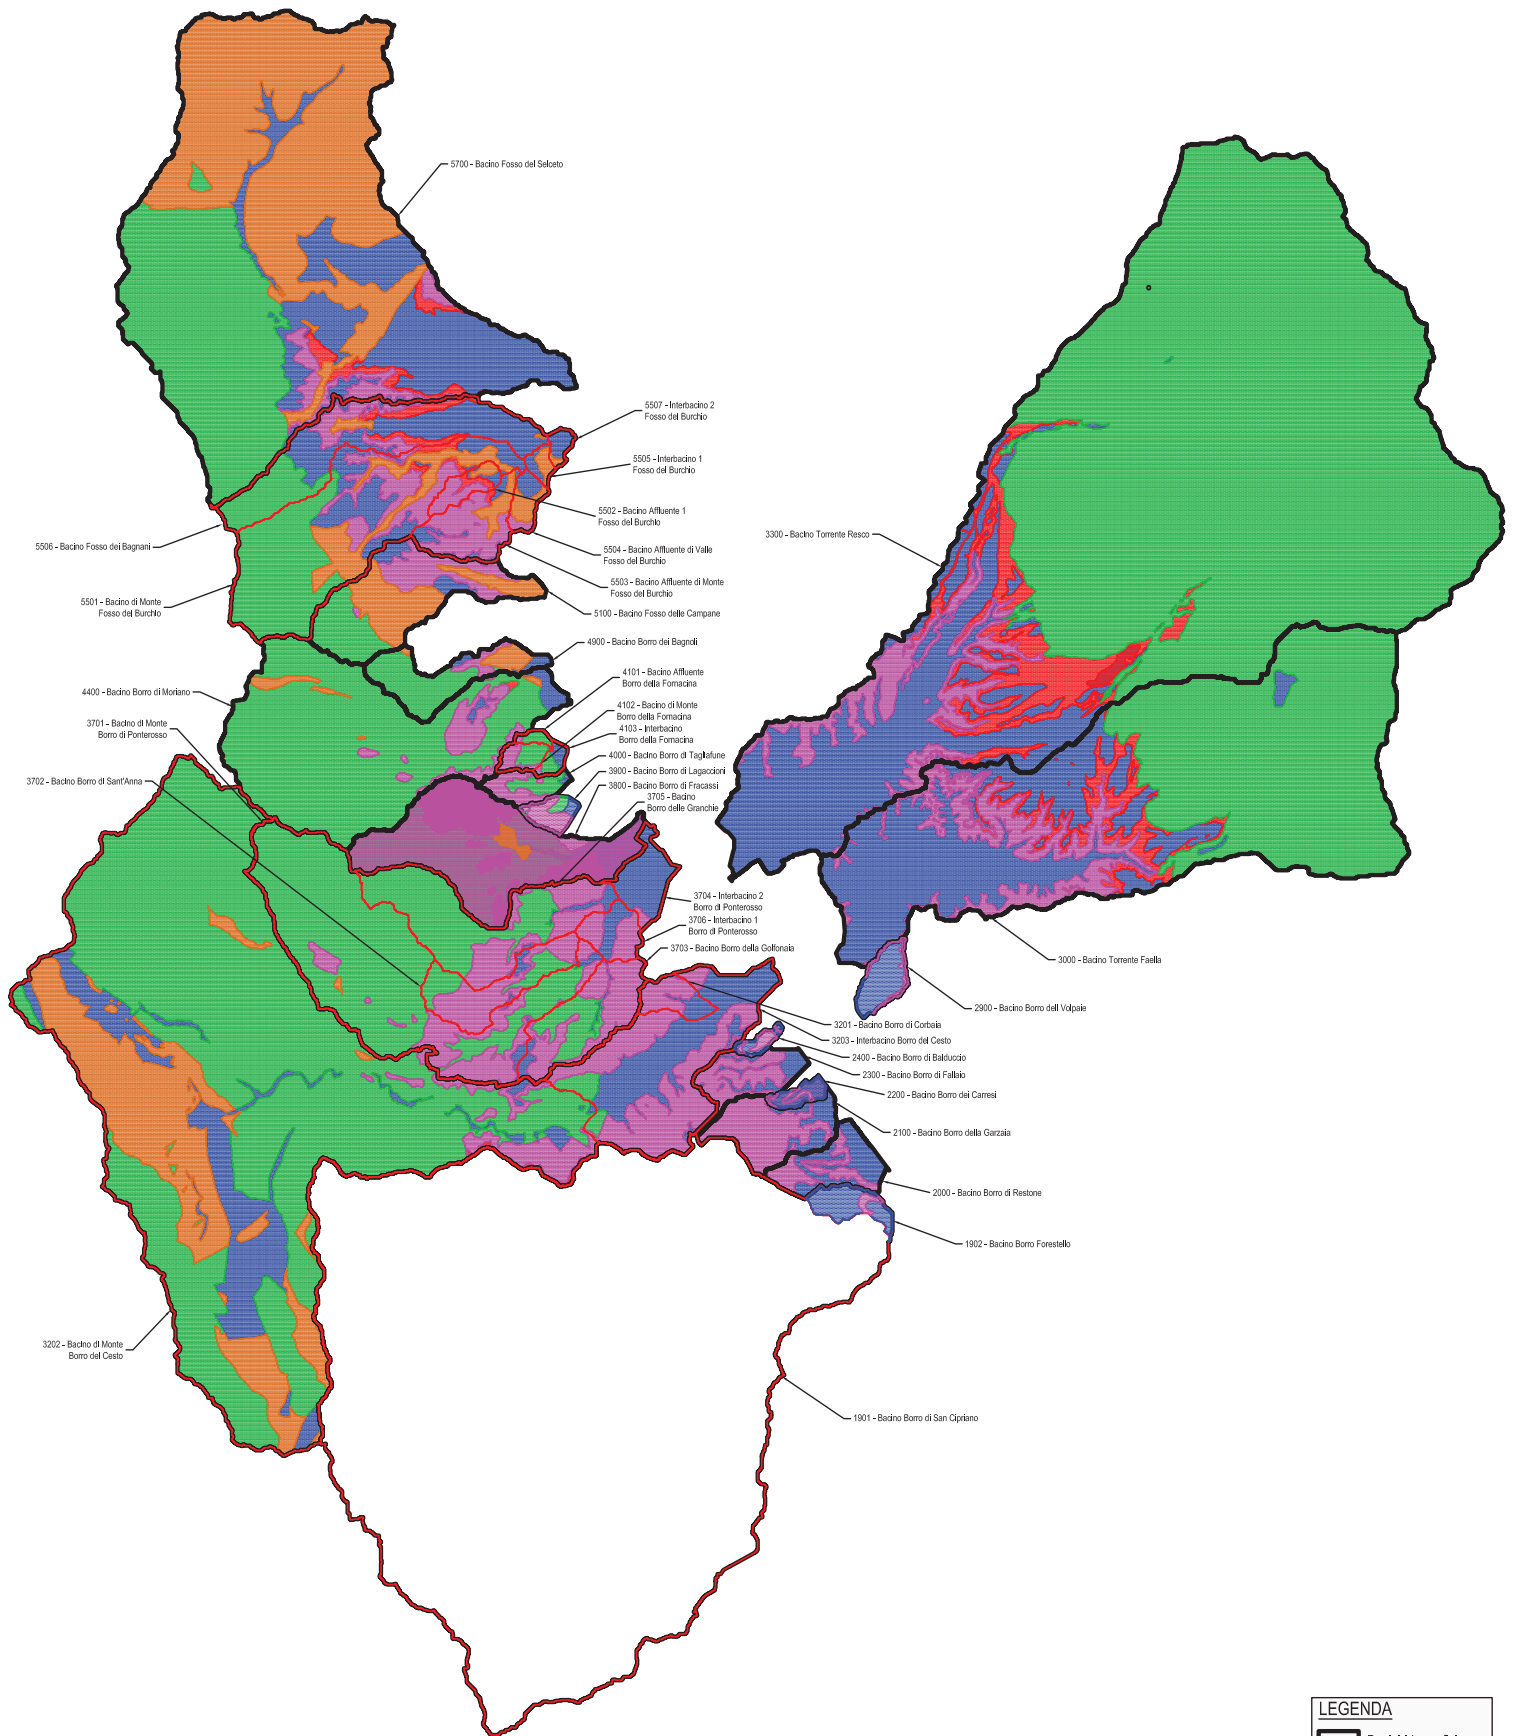 5700 - Bacino Fosso del Selceto
5507 - Interbacino 2
Fosso del Burchio
5505 - Interbacino 1
Fosso del Burchio
5502 - Bacino Affluente 1
Fosso del Burchio
5506 - Bacino Fosso dei Bagnani
5504 - Bacino Affluente di Valle
Fosso del Burchio
5503 - Bacino Affluente di Monte
Fosso del Burchio
5501 - Bacino di Monte
Fosso del Burchio
5100 - Bacino Fosso delle Campane
3300 - Bacino Torrente Resco
4900 - Bacino Borro dei Bagnoli
4101 - Bacino Affluente
Borro della Fornacina
4400 - Bacino Borro di Moriano
4102 - Bacino di Monte
Borro della Fornacina
3701 - Bacino di Monte
Borro di Ponterosso
4103 - Interbacino
Borro della Fornacina
4000 - Bacino Borro di Tagliafune
3900 - Bacino Borro di Lagaccioni
3702 - Bacino Borro di Sant'Anna
3800 - Bacino Borro di Fracassi
3705 - Bacino
Borro delle Granchie
3704 - Interbacino 2
Borro di Ponterosso
3706 - Interbacino 1
Borro di Ponterosso
3703 - Bacino Borro della Golfonaia
3000 - Bacino Torrente Faella
2900 - Bacino Borro dell Volpaie
3201 - Bacino Borro di Corbaia
3203 - Interbacino Borro del Cesto
2400 - Bacino Borro di Balduccio
2300 - Bacino Borro di Fallaio
2200 - Bacino Borro dei Carresi
2100 - Bacino Borro della Garzaia
2000 - Bacino Borro di Restone
1902 - Bacino Borro Forestello
3202 - Bacino di Monte
Borro del Cesto
1901 - Bacino Borro di San Cipriano
LEGENDA